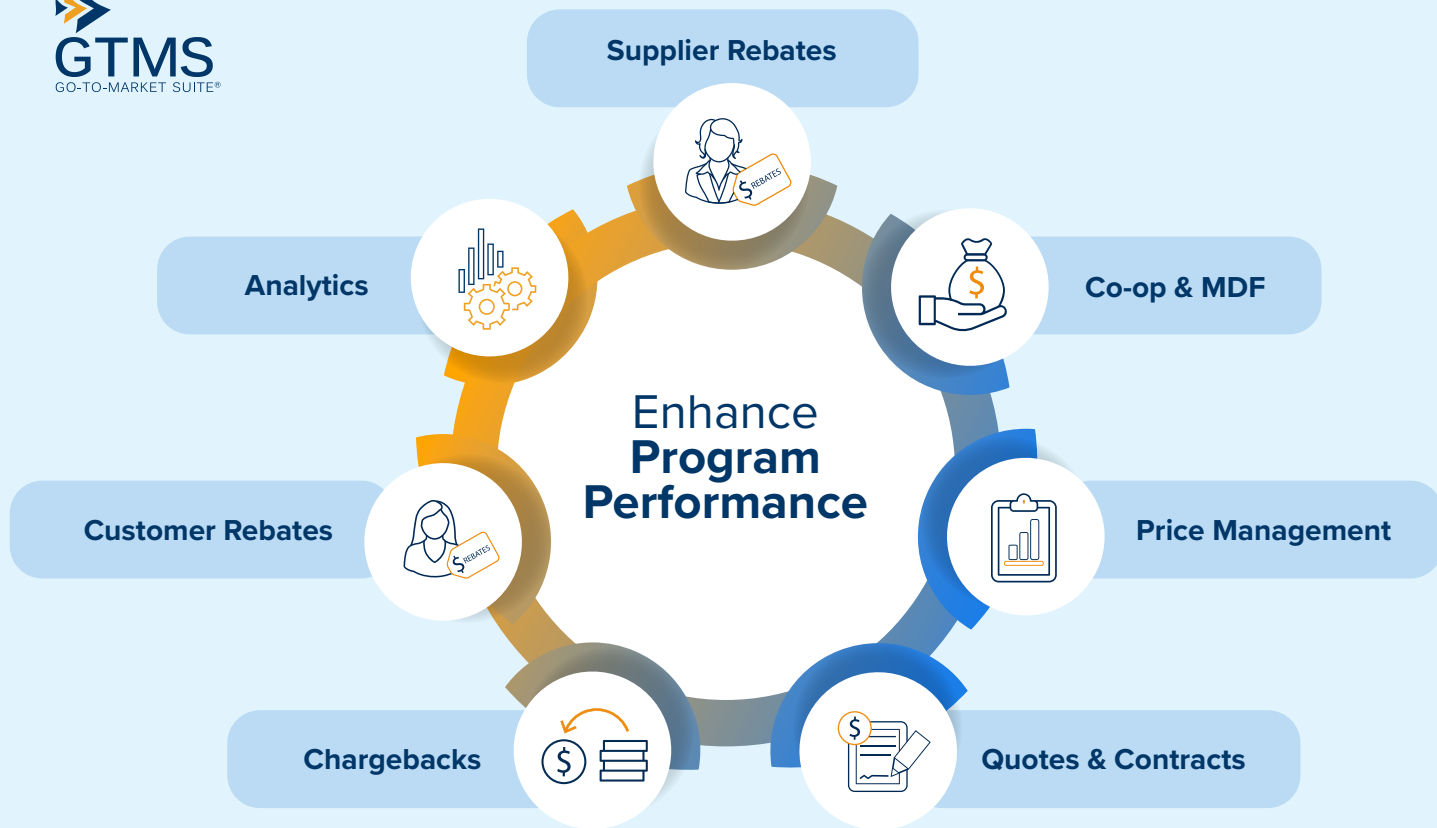 GTMS
GO-TO-MARKET SUITE®
Supplier Rebates
$ REBATES
Analytics
$
Co-op & MDF
Enhance
Program
Performance
Customer Rebates
$ REBATES
Price Management
Chargebacks
$
$
Quotes & Contracts